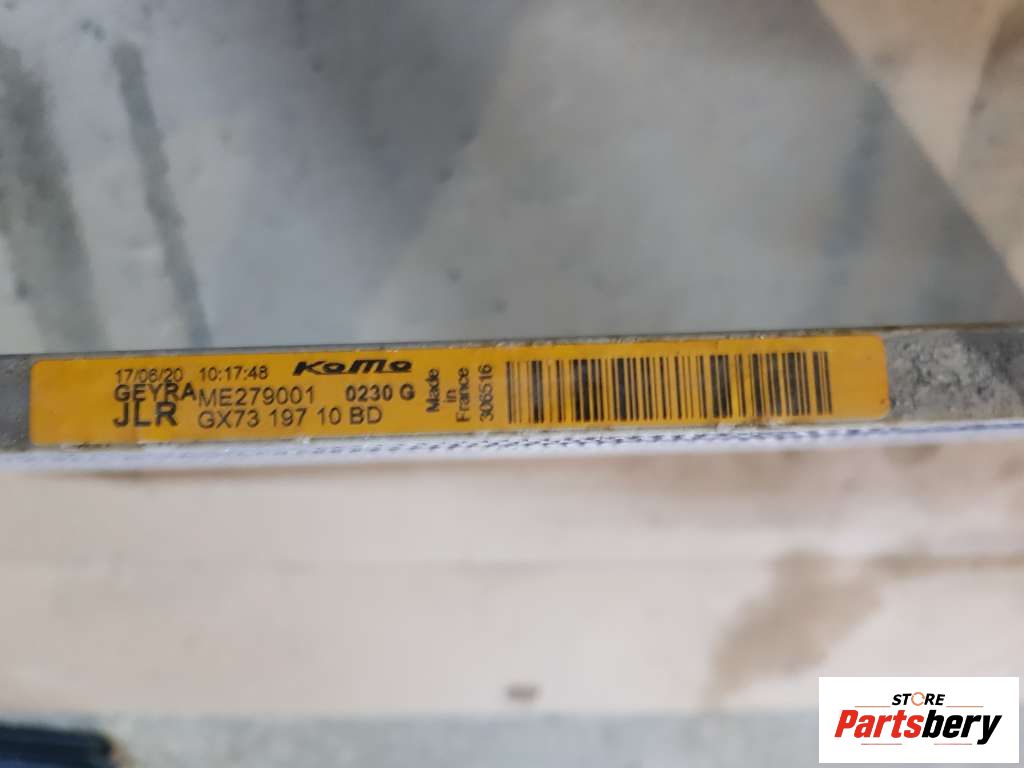 17/06/20 10:17:48 KOMO
GEYRA ME279001 0230 G
JLR GX73 197 10 BD
Made
in
France
306516
STORE
Partsbery